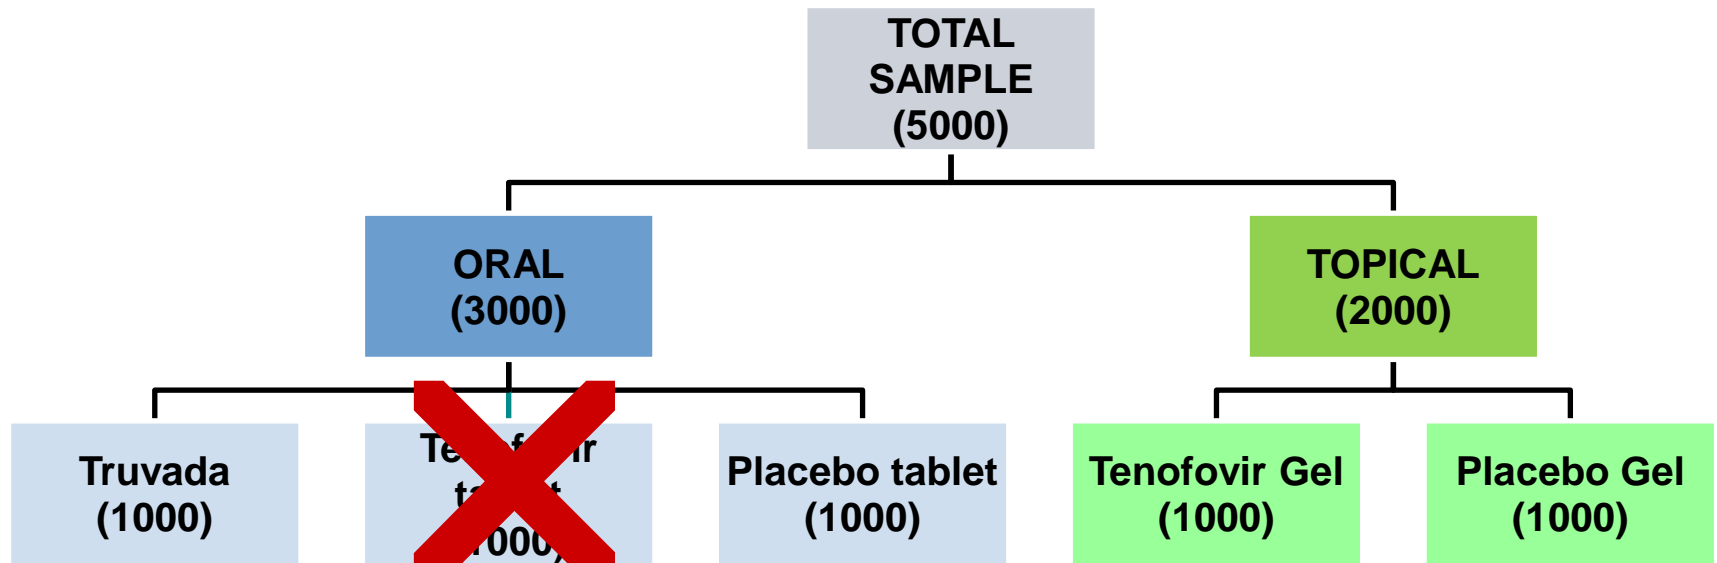 TOTAL
SAMPLE
(5000)
ORAL
(3000)
TOPICAL
(2000)
Truvada
(1000)
Placebo tablet
(1000)
Tenofovir Gel
(1000)
Placebo Gel
(1000)